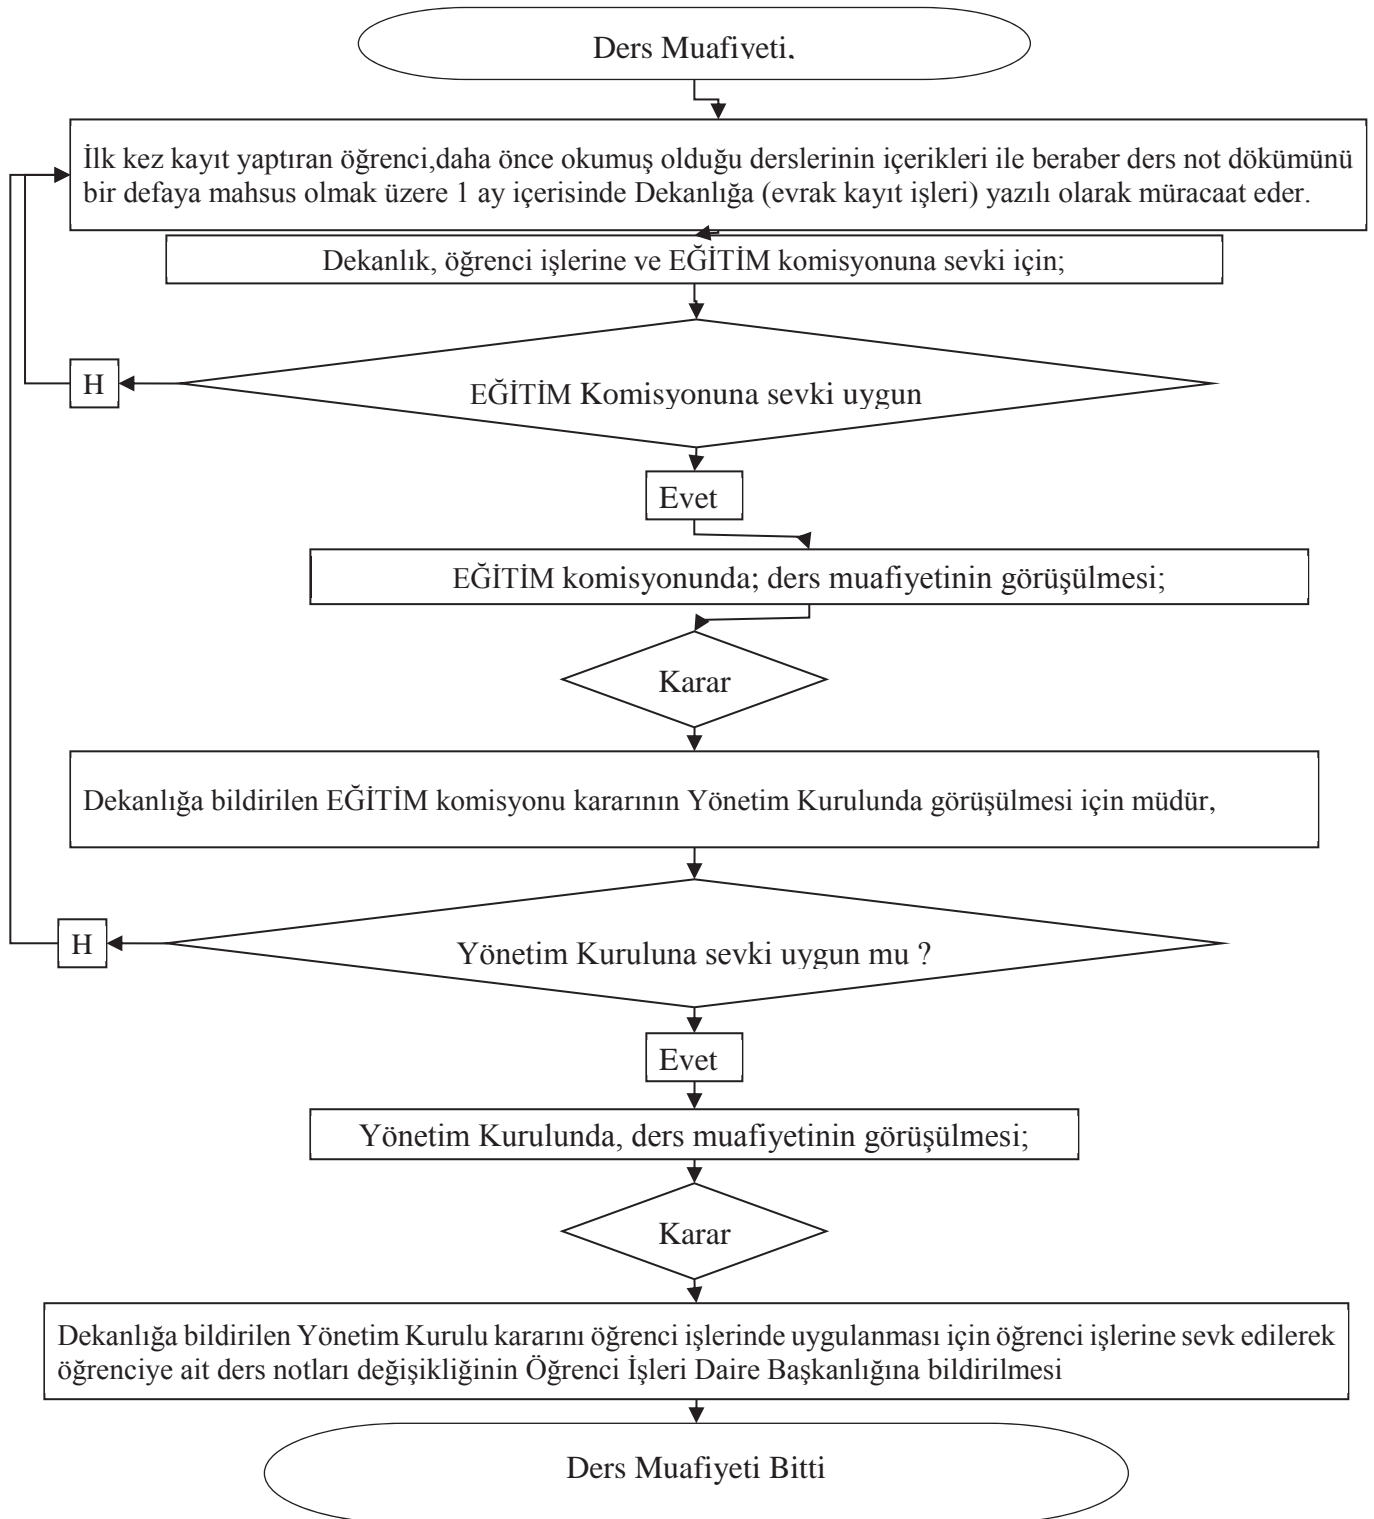 Ders Muafiyeti,
İlk kez kayıt yaptıran öğrenci,daha önce okumuş olduğu derslerinin içerikleri ile beraber ders not dökümünü
bir defaya mahsus olmak üzere 1 ay içerisinde Dekanlığa (evrak kayıt işleri) yazılı olarak müracaat eder.
Dekanlık, öğrenci işlerine ve EĞİTİM komisyonuna sevki için;
H
EĞİTİM Komisyonuna sevki uygun
Evet
EĞİTİM komisyonunda; ders muafiyetinin görüşülmesi;
Karar
Dekanlığa bildirilen EĞİTİM komisyonu kararının Yönetim Kurulunda görüşülmesi için müdür,
H
Yönetim Kuruluna sevki uygun mu ?
Evet
Yönetim Kurulunda, ders muafiyetinin görüşülmesi;
Karar
Dekanlığa bildirilen Yönetim Kurulu kararını öğrenci işlerinde uygulanması için öğrenci işlerine sevk edilerek
öğrenciye ait ders notları değişikliğinin Öğrenci İşleri Daire Başkanlığına bildirilmesi
Ders Muafiyeti Bitti